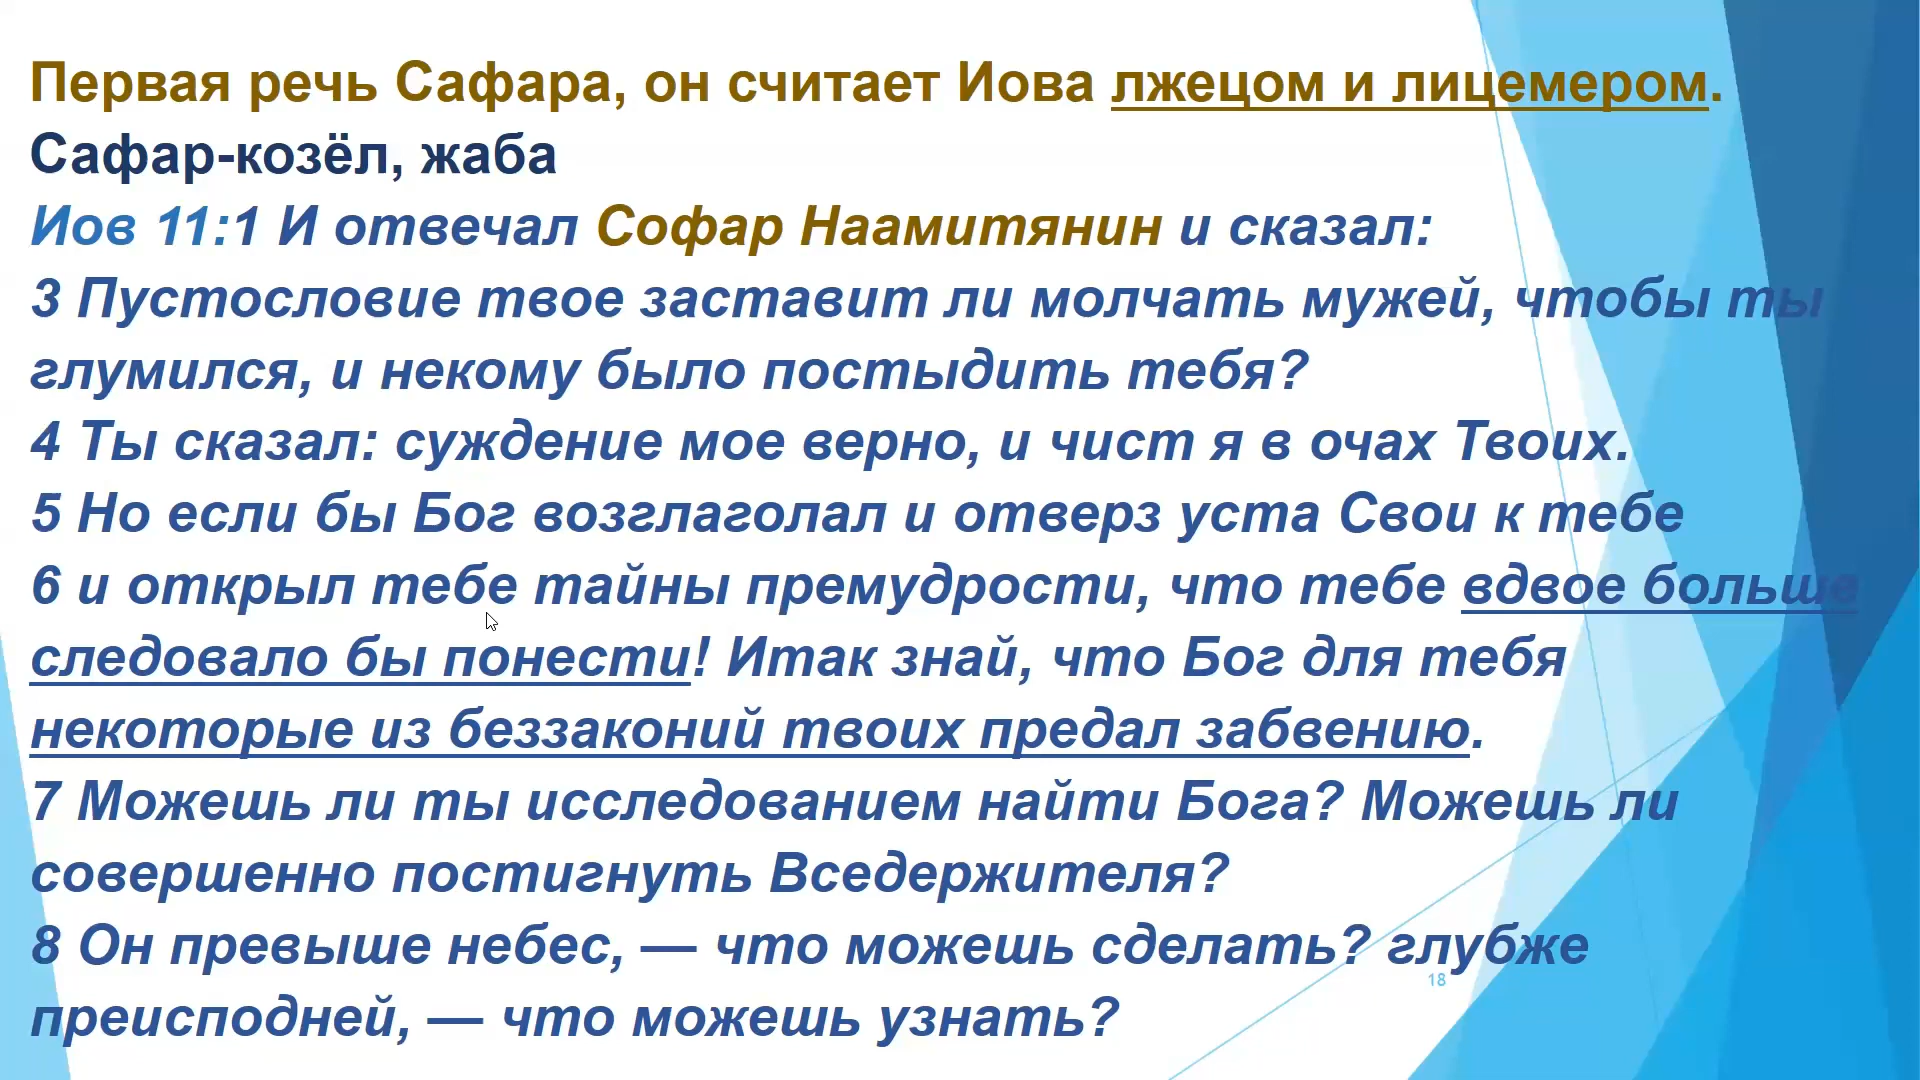 Первая речь Сафара, он считает Иова лжецом и лицемером.
Сафар-козёл, жаба
Иов 11:1 И отвечал Софар Наамитянин и сказал:
3 Пустословие твое заставит ли молчать мужей, чтобы ты
глумился, и некому было постыдить тебя?
4 Ты сказал: суждение мое верно, и чист я в очах Твоих.
5 Но если бы Бог возглаголал и отверз уста Свои к тебе
6 и открыл тебе тайны премудрости, что тебе вдвое больше
следовало бы понести! Итак знай, что Бог для тебя
некоторые из беззаконий твоих предал забвению.
7 Можешь ли ты исследованием найти Бога? Можешь ли
совершенно постигнуть Вседержителя?
8 Он превыше небес, — что можешь сделать? глубже
преисподней, — что можешь узнать?
18